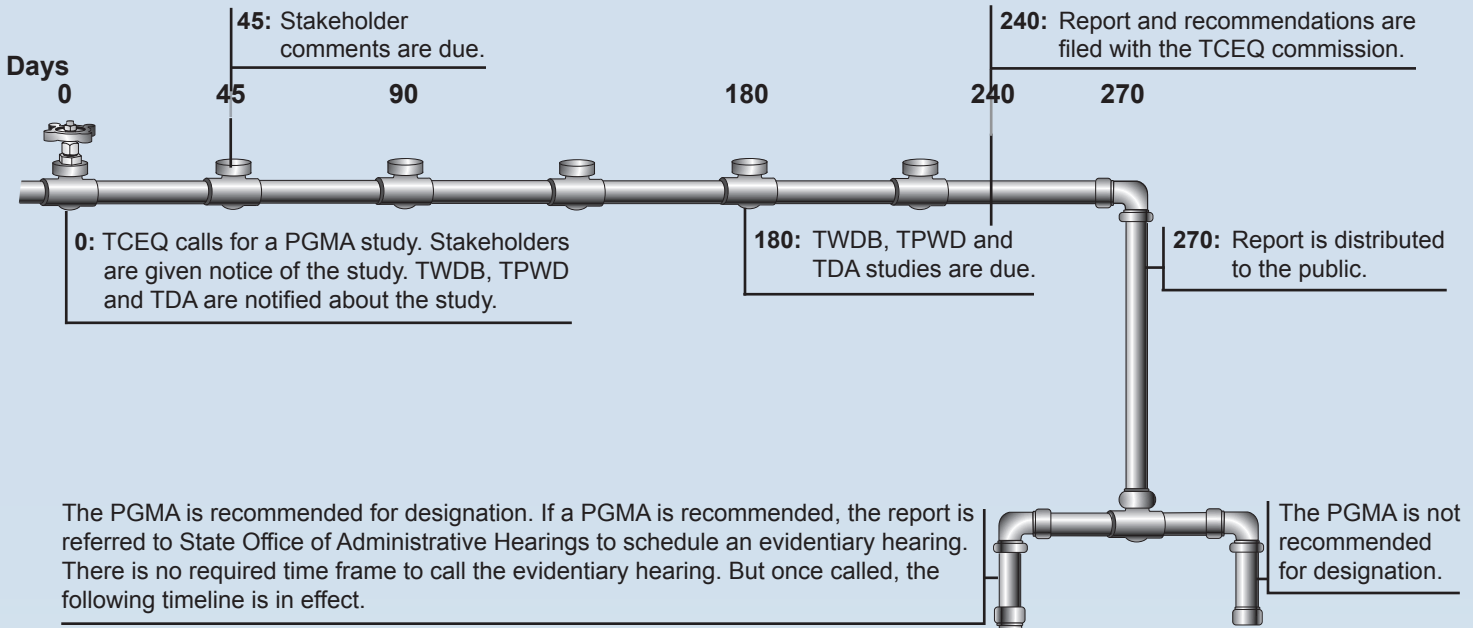 45: Stakeholder
comments are due.
240: Report and recommendations are
filed with the TCEQ commission.
Days
0 45 90 180 240 270
0: TCEQ calls for a PGMA study. Stakeholders
are given notice of the study. TWDB, TPWD
and TDA are notified about the study.
180: TWDB, TPWD and
TDA studies are due.
270: Report is distributed
to the public.
The PGMA is recommended for designation. If a PGMA is recommended, the report is
referred to State Office of Administrative Hearings to schedule an evidentiary hearing.
There is no required time frame to call the evidentiary hearing. But once called, the
following timeline is in effect.
The PGMA is not
recommended
for designation.